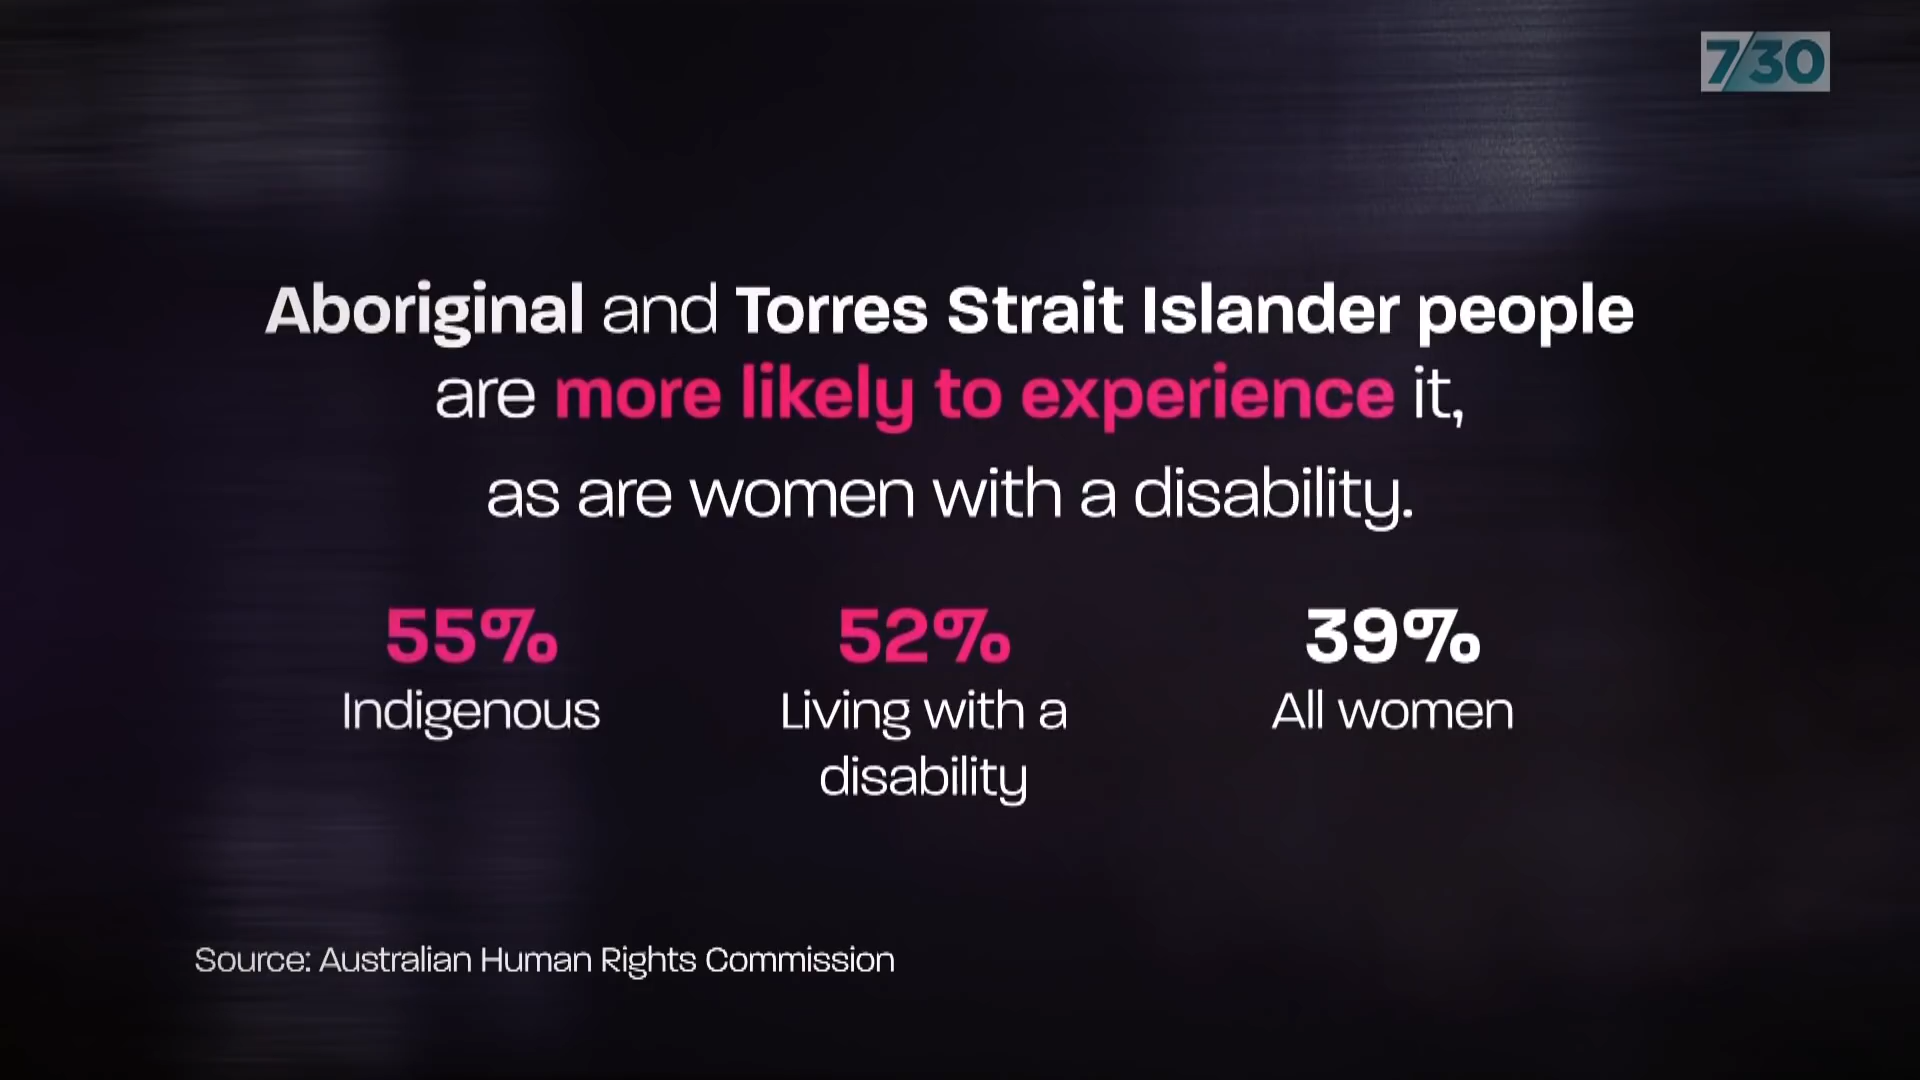 7/30
Aboriginal and Torres Strait Islander people
are more likely to experience it,
as are women with a disability.
55%
Indigenous
52%
Living with a
disability
39%
All women
Source: Australian Human Rights Commission